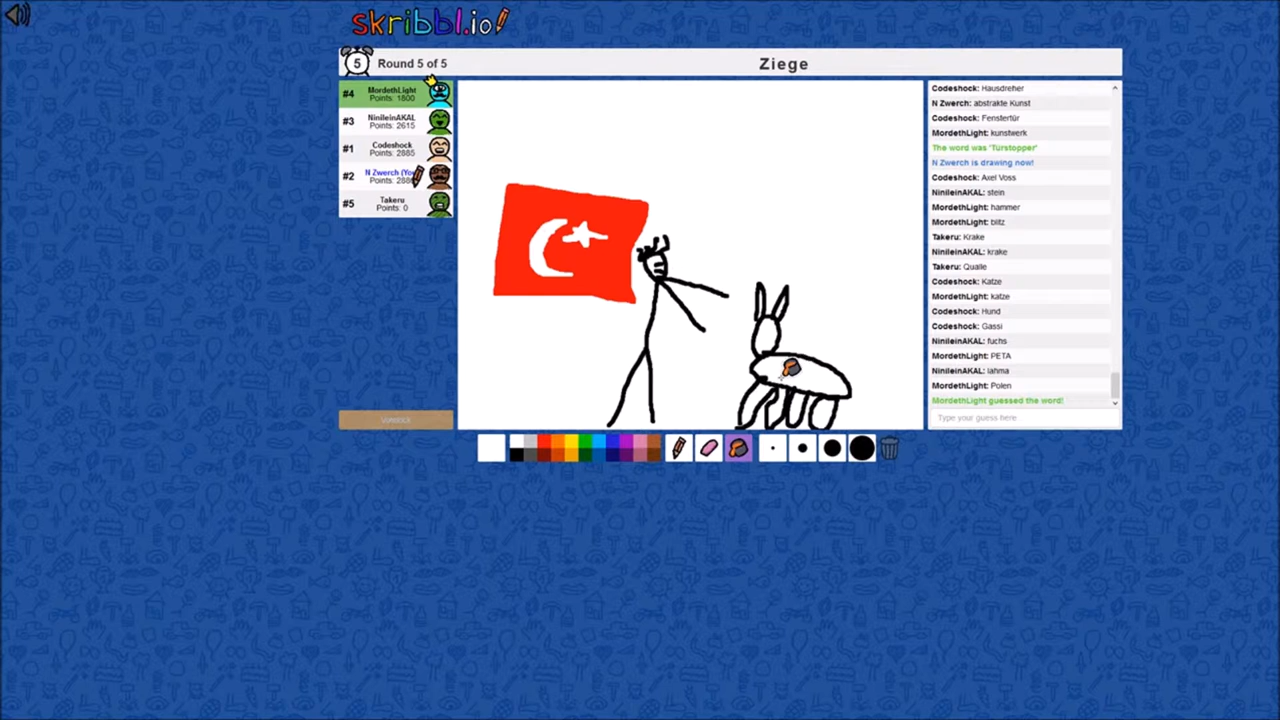 skribbl.io!
5
Round 5 of 5
Ziege
#4
MordethLight
Points: 1800
#3
NinileinAKAL
Points: 2615
#1
Codeshock
Points: 2885
#2
N Zwerch (You
Points: 288
#5
Takeru
Points: 0
Codeshock: Hausdreher
N Zwerch: abstrakte Kunst
Codeshock: Fenstertür
MordethLight: kunstwerk
The word was 'Türstopper'
N Zwerch is drawing now!
Codeshock: Axel Voss
NinileinAKAL: stein
MordethLight: hammer
MordethLight: blitz
Takeru: Krake
NinileinAKAL: krake
Takeru: Qualle
Codeshock: Katze
MordethLight: katze
Codeshock: Hund
Codeshock: Gassi
NinileinAKAL: fuchs
MordethLight: PETA
NinileinAKAL: lahma
MordethLight: Polen
MordethLight guessed the word!
Type your guess here